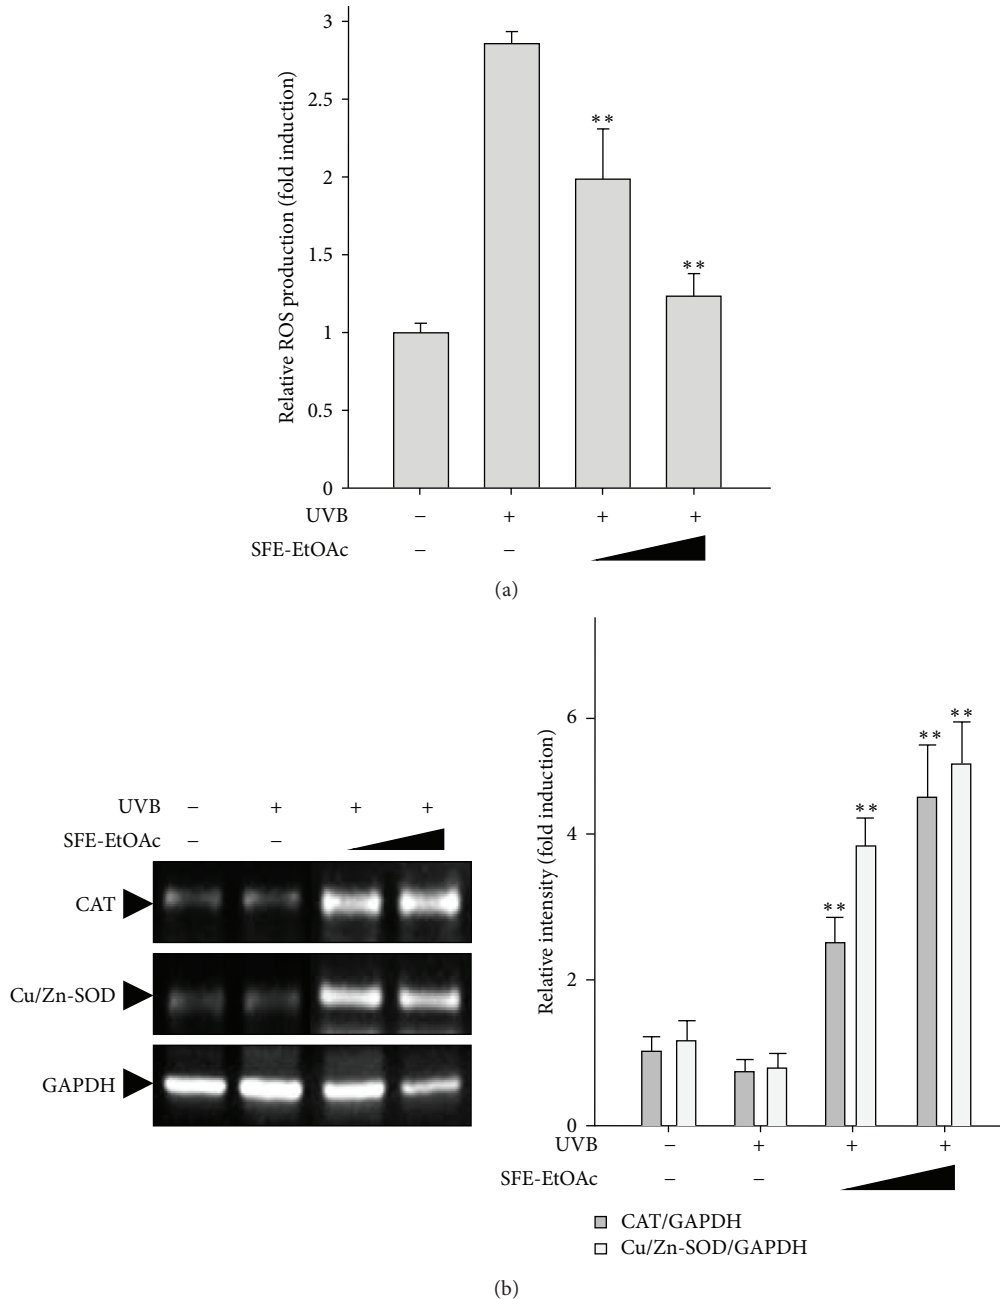 Relative ROS production (fold induction)
3
2.5
2
1.5
1
0.5
0
**
**
UVB − + + +
SFE-EtOAc − −
(a)
UVB − + + +
SFE-EtOAc − −
CAT
Cu/Zn-SOD
GAPDH
Relative intensity (fold induction)
6
4
2
0
**
**
**
**
UVB − + + +
SFE-EtOAc − −
CAT/GAPDH
Cu/Zn-SOD/GAPDH
(b)